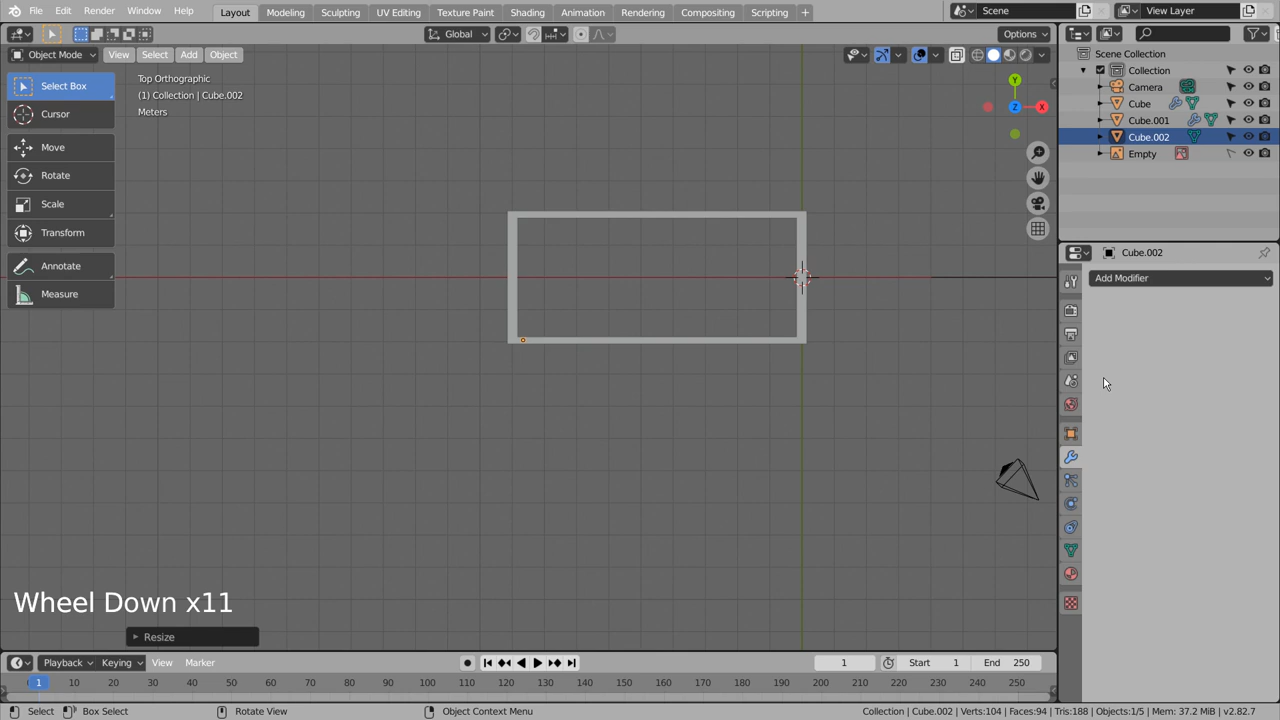 File Edit Render Window Help Layout Modeling Sculpting UV Editing Texture Paint Shading Animation Rendering Compositing Scripting + Scene View Layer
Global Options
Object Mode View Select Add Object
Scene Collection
Select Box
Top Orthographic
(1) Collection | Cube.002
Meters
Y
Z
X
Collection
Camera
Cube
Cube.001
Cube.002
Empty
Cursor
Move
Rotate
Scale
Transform
Annotate
Measure
Cube.002
Add Modifier
Wheel Down x11
Resize
Playback Keying View Marker 1 Start 1 End 250
1 10 20 30 40 50 60 70 80 90 100 110 120 130 140 150 160 170 180 190 200 210 220 230 240 250
Select Box Select Rotate View Object Context Menu Collection | Cube.002 | Verts:104 | Faces:94 | Tris:188 | Objects:1/5 | Mem: 37.2 MiB | v2.82.7